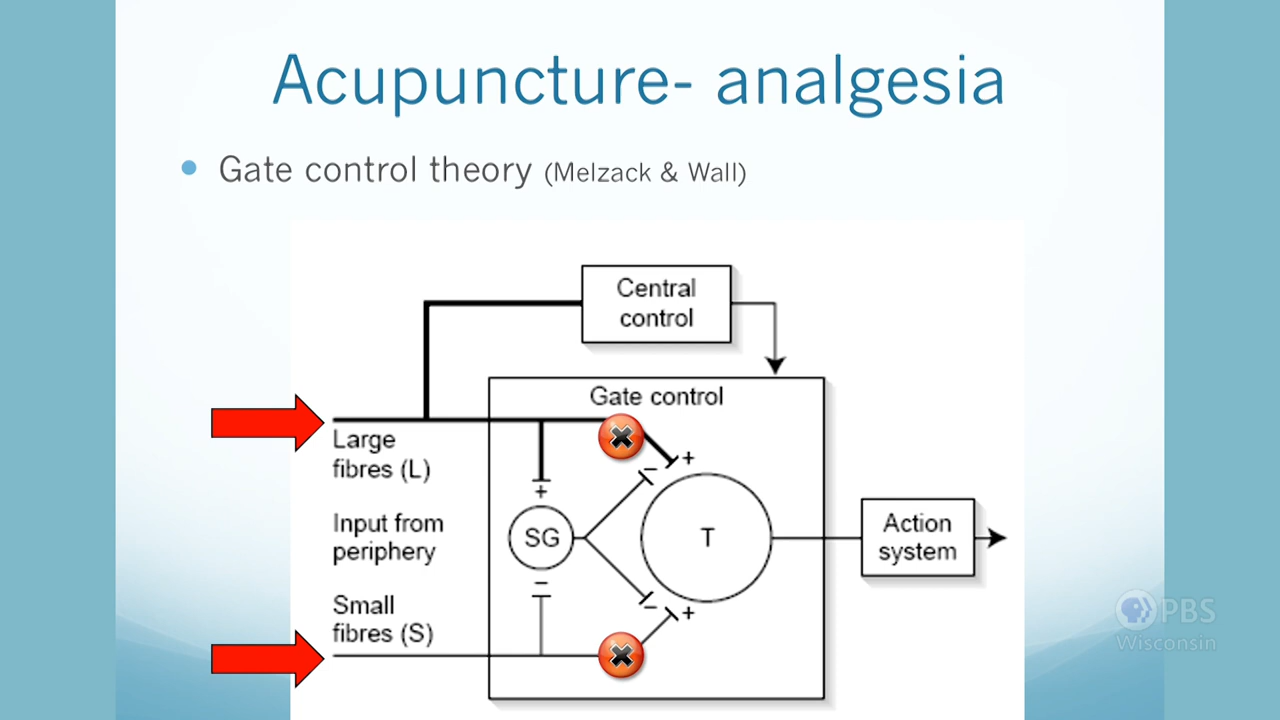 Acupuncture- analgesia
• Gate control theory (Melzack & Wall)
Central
control
Gate control
Large
fibres (L)
+
−
+
Input from
periphery
SG
T
Action
system
−
−
+
Small
fibres (S)
PBS
Wisconsin